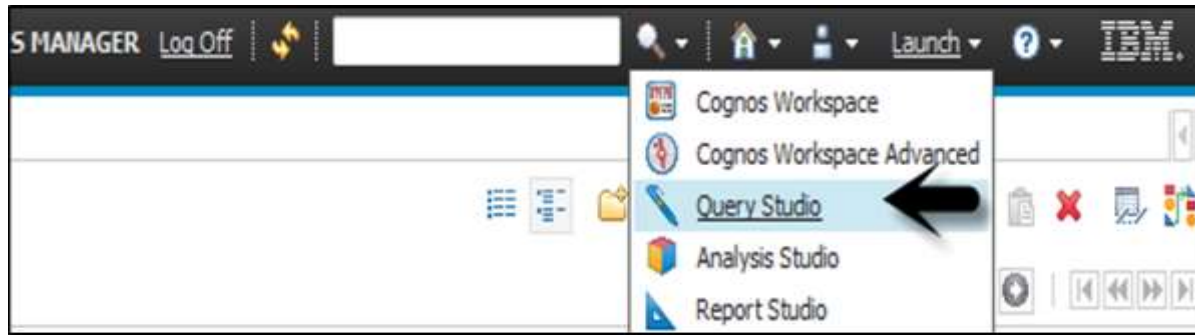 S MANAGER Log Off Launch IBM.
Cognos Workspace
Cognos Workspace Advanced
Query Studio
Analysis Studio
Report Studio